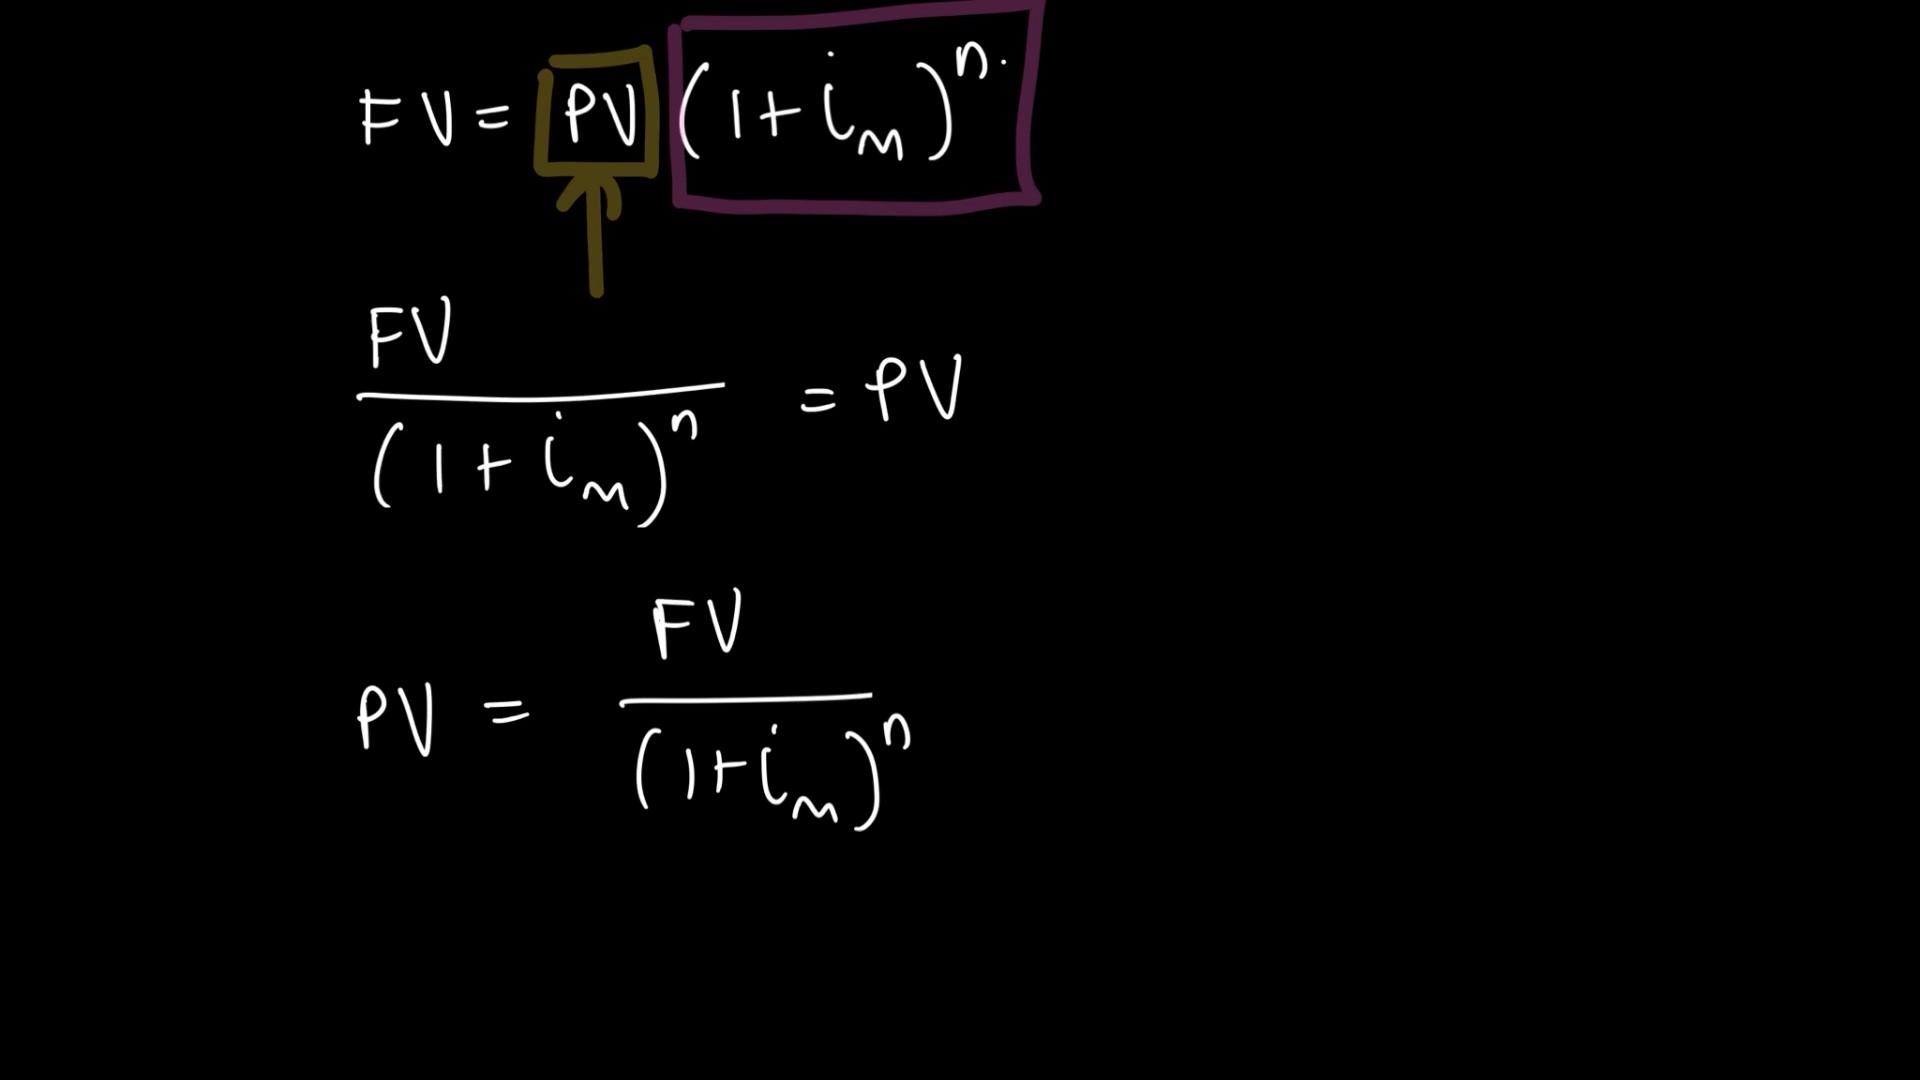 FV = PV (1 + i_m)^n.
FV
(1 + i_m)^n = PV
FV
PV =
(1 + i_m)^n